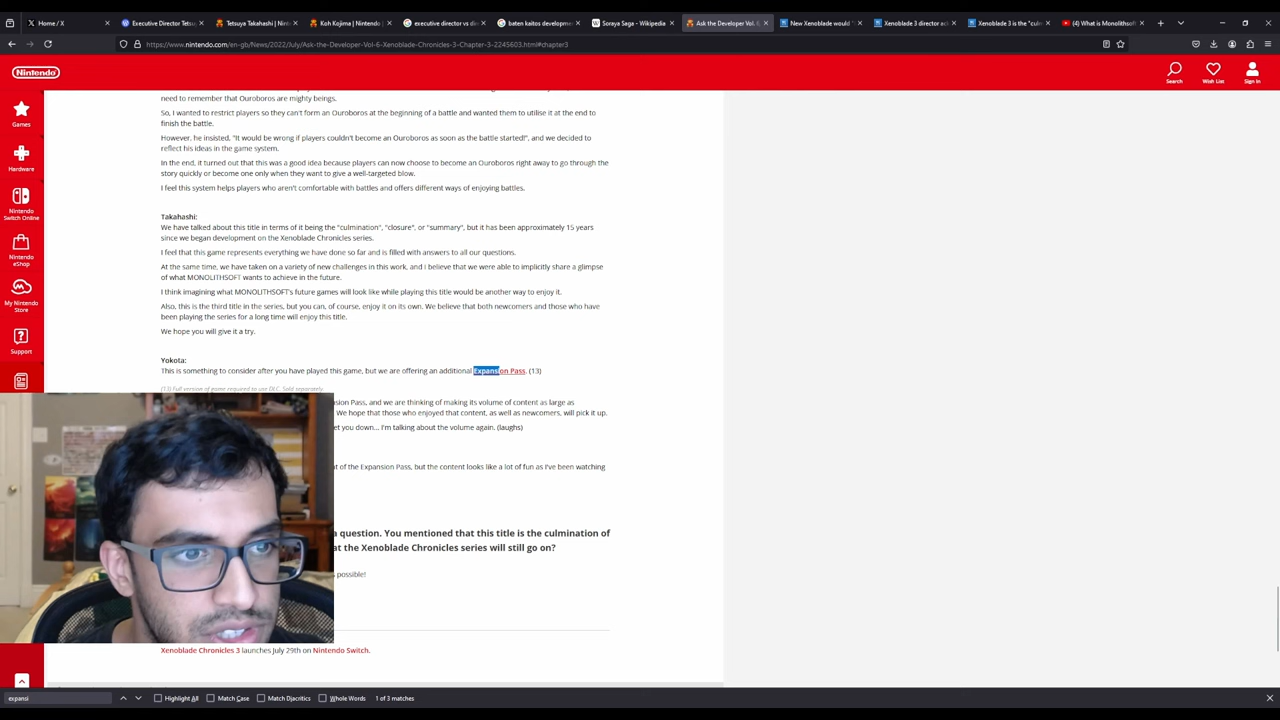 Home / X
Executive Director Tetsu
Tetsuya Takahashi | Nin
Koh Kojima | Nintendo
executive director vs di
baten kaitos developme
Soraya Saga - Wikipedia
Ask the Developer Vol. 6
New Xenoblade would
Xenoblade 3 director
Xenoblade 3 is the "cul
(4) What is Monolithsof
https://www.nintendo.com/en-gb/News/2022/July/Ask-the-Developer-Vol-6-Xenoblade-Chronicles-3-Chapter-3-2245603.html#chapter3
Nintendo
Search
Wish List
Sign In
Games
Hardware
Nintendo
Switch Online
Nintendo
eShop
My Nintendo
Store
Support
need to remember that Ouroboros are mighty beings.
So, I wanted to restrict players so they can't form an Ouroboros at the beginning of a battle and wanted them to utilise it at the end to
finish the battle.
However, he insisted, "It would be wrong if players couldn't become an Ouroboros as soon as the battle started!", and we decided to
reflect his ideas in the game system.
In the end, it turned out that this was a good idea because players can now choose to become an Ouroboros right away to go through the
story quickly or become one only when they want to give a well-targeted blow.
I feel this system helps players who aren't comfortable with battles and offers different ways of enjoying battles.
Takahashi:
We have talked about this title in terms of it being the "culmination", "closure", or "summary", but it has been approximately 15 years
since we began development on the Xenoblade Chronicles series.
I feel that this game represents everything we have done so far and is filled with answers to all our questions.
At the same time, we have taken on a variety of new challenges in this work, and I believe that we were able to implicitly share a glimpse
of what MONOLITHSOFT wants to achieve in the future.
I think imagining what MONOLITHSOFT's future games will look like while playing this title would be another way to enjoy it.
Also, this is the third title in the series, but you can, of course, enjoy it on its own. We believe that both newcomers and those who have
been playing the series for a long time will enjoy this title.
We hope you will give it a try.
Yokota:
This is something to consider after you have played this game, but we are offering an additional Expansion Pass. (13)
(13) Full version of game required to use DLC. Sold separately.
nsion Pass, and we are thinking of making its volume of content as large as
We hope that those who enjoyed that content, as well as newcomers, will pick it up.
et you down... I'm talking about the volume again. (laughs)
t of the Expansion Pass, but the content looks like a lot of fun as I've been watching
a question. You mentioned that this title is the culmination of
at the Xenoblade Chronicles series will still go on?
possible!
Xenoblade Chronicles 3 launches July 29th on Nintendo Switch.
expansi
Highlight All
Match Case
Match Diacritics
Whole Words
1 of 3 matches